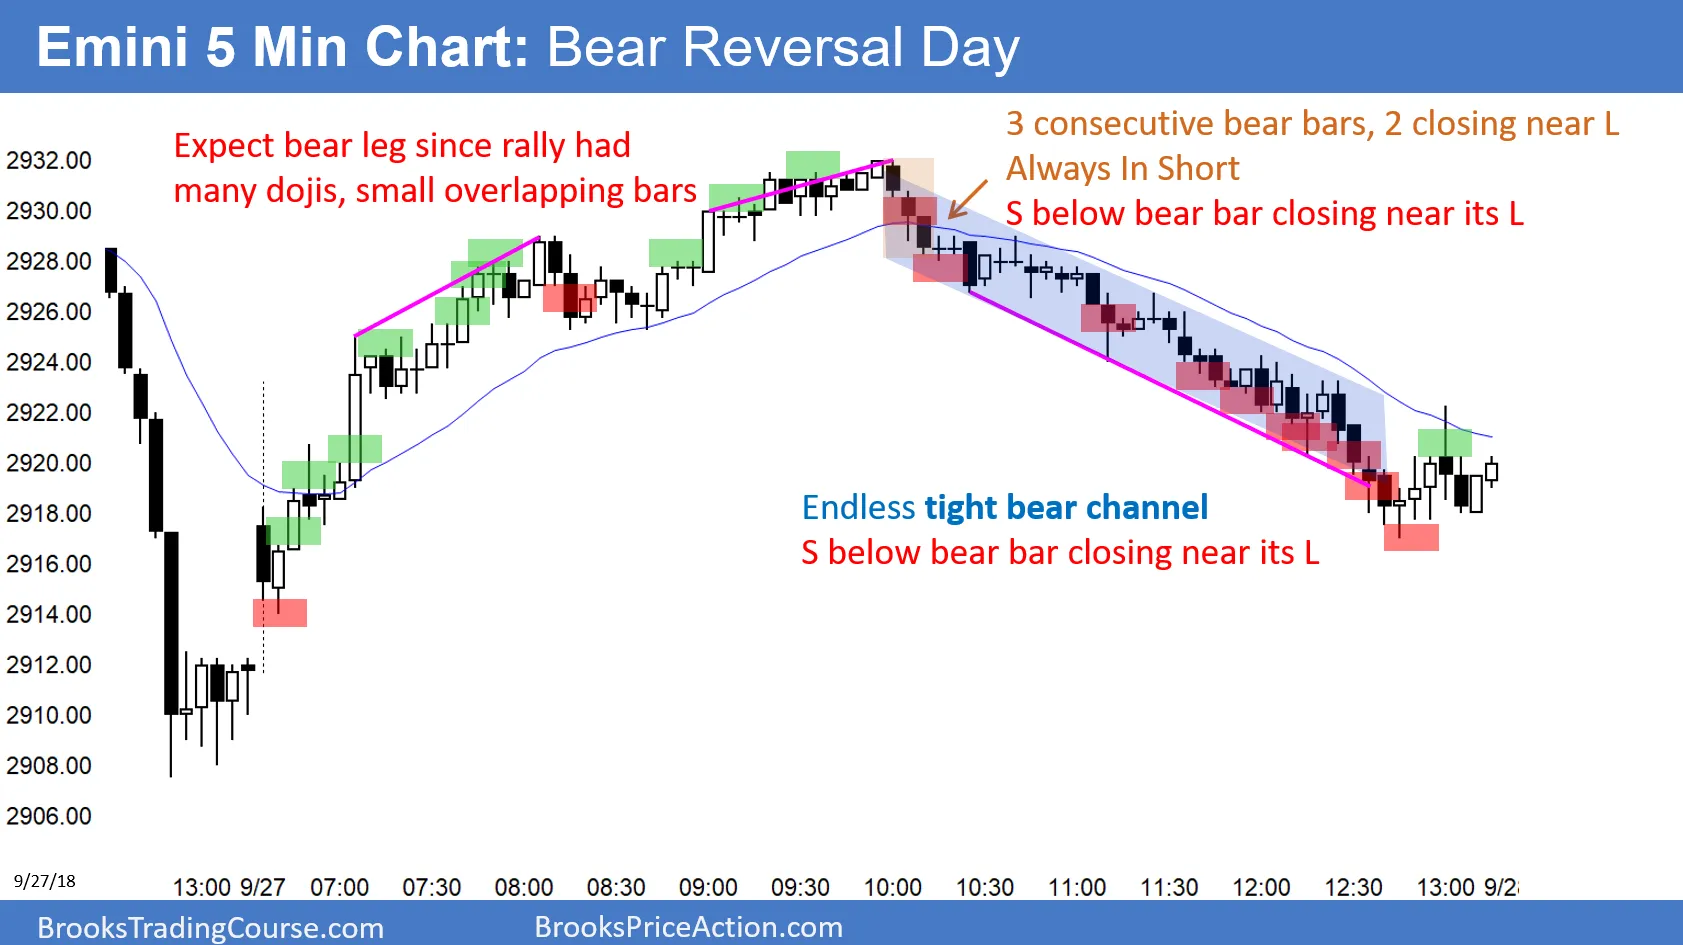 Emini 5 Min Chart: Bear Reversal Day
Expect bear leg since rally had
many dojis, small overlapping bars
3 consecutive bear bars, 2 closing near L
Always In Short
S below bear bar closing near its L
Endless tight bear channel
S below bear bar closing near its L
2932.00
2930.00
2928.00
2926.00
2924.00
2922.00
2920.00
2918.00
2916.00
2914.00
2912.00
2910.00
2908.00
2906.00
9/27/18
13:00 9/27 07:00 07:30 08:00 08:30 09:00 09:30 10:00 10:30 11:00 11:30 12:00 12:30 13:00
BrooksTradingCourse.com
BrooksPriceAction.com